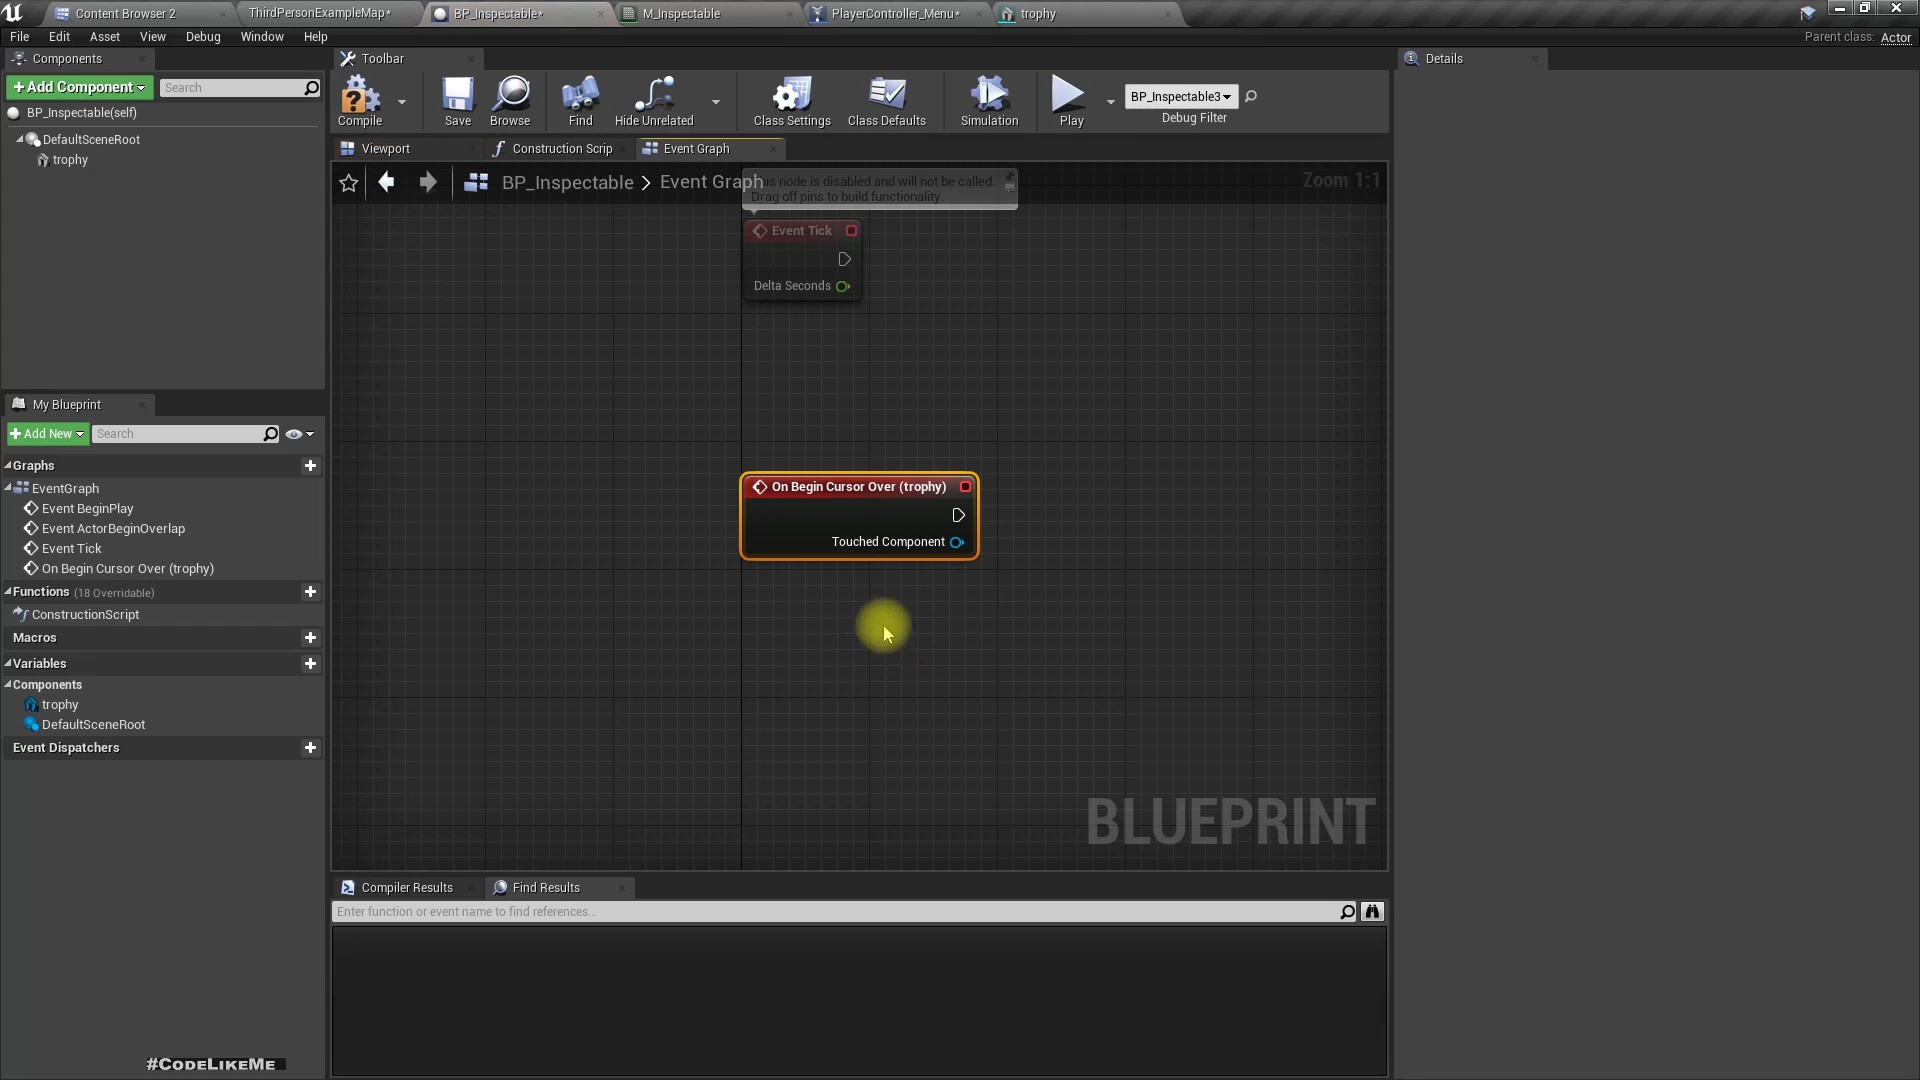 Content Browser 2
ThirdPersonExampleMap*
BP_Inspectable*
M_Inspectable
PlayerController_Menu*
trophy
File
Edit
Asset
View
Debug
Window
Help
Parent class: Actor
Components
Toolbar
Details
+Add Component
Search
BP_Inspectable(self)
DefaultSceneRoot
trophy
Compile
Save
Browse
Find
Hide Unrelated
Class Settings
Class Defaults
Simulation
Play
BP_Inspectable3
Debug Filter
Viewport
Construction Scrip
Event Graph
BP_Inspectable > Event Graph
Zoom 1:1
his node is disabled and will not be called.
Drag off pins to build functionality.
Event Tick
Delta Seconds
On Begin Cursor Over (trophy)
Touched Component
BLUEPRINT
My Blueprint
+Add New
Search
Graphs
EventGraph
Event BeginPlay
Event ActorBeginOverlap
Event Tick
On Begin Cursor Over (trophy)
Functions (18 Overridable)
ConstructionScript
Macros
Variables
Components
trophy
DefaultSceneRoot
Event Dispatchers
Compiler Results
Find Results
Enter function or event name to find references...
#CodeLikeMe